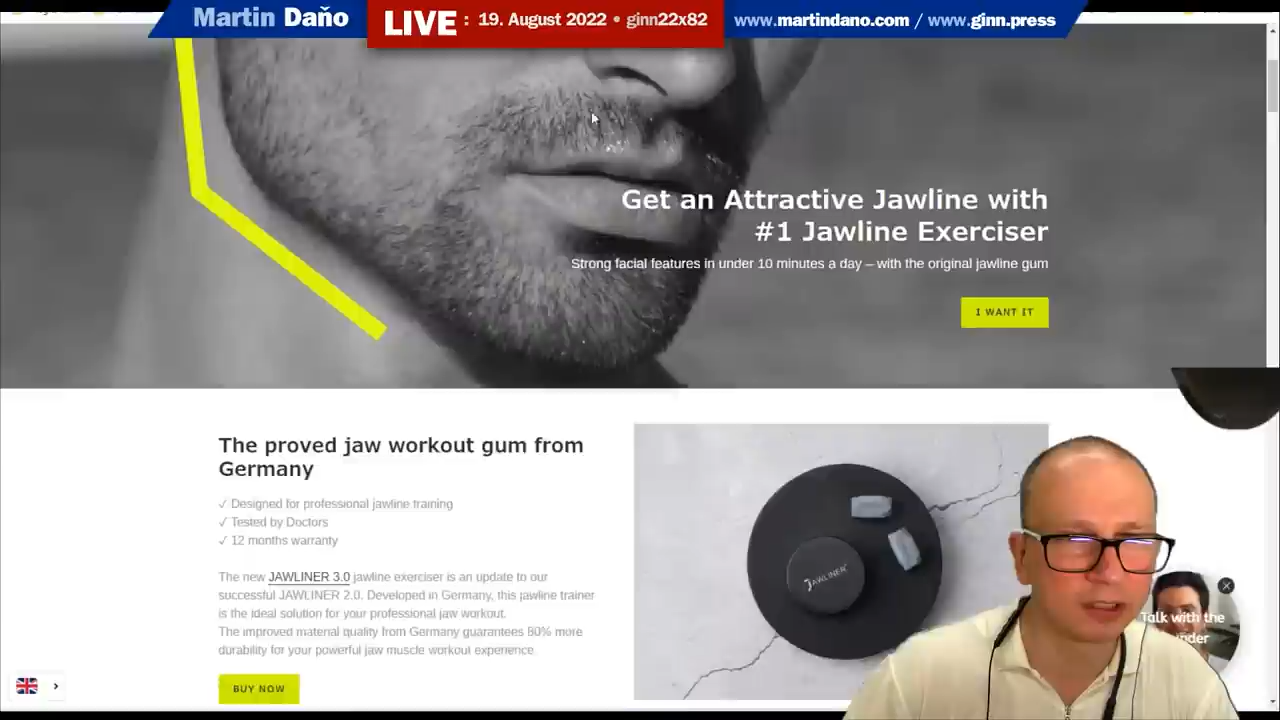 Martin Daňo
LIVE : 19. August 2022 • ginn22x82
www.martindano.com / www.ginn.press
Get an Attractive Jawline with
#1 Jawline Exerciser
Strong facial features in under 10 minutes a day – with the original jawline gum
I WANT IT
The proved jaw workout gum from
Germany
✓ Designed for professional jawline training
✓ Tested by Doctors
✓ 12 months warranty
The new JAWLINER 3.0 jawline exerciser is an update to our
successful JAWLINER 2.0. Developed in Germany, this jawline trainer
is the ideal solution for your professional jaw workout.
The improved material quality from Germany guarantees 80% more
durability for your powerful jaw muscle workout experience.
BUY NOW
JAWLINER
Talk with the